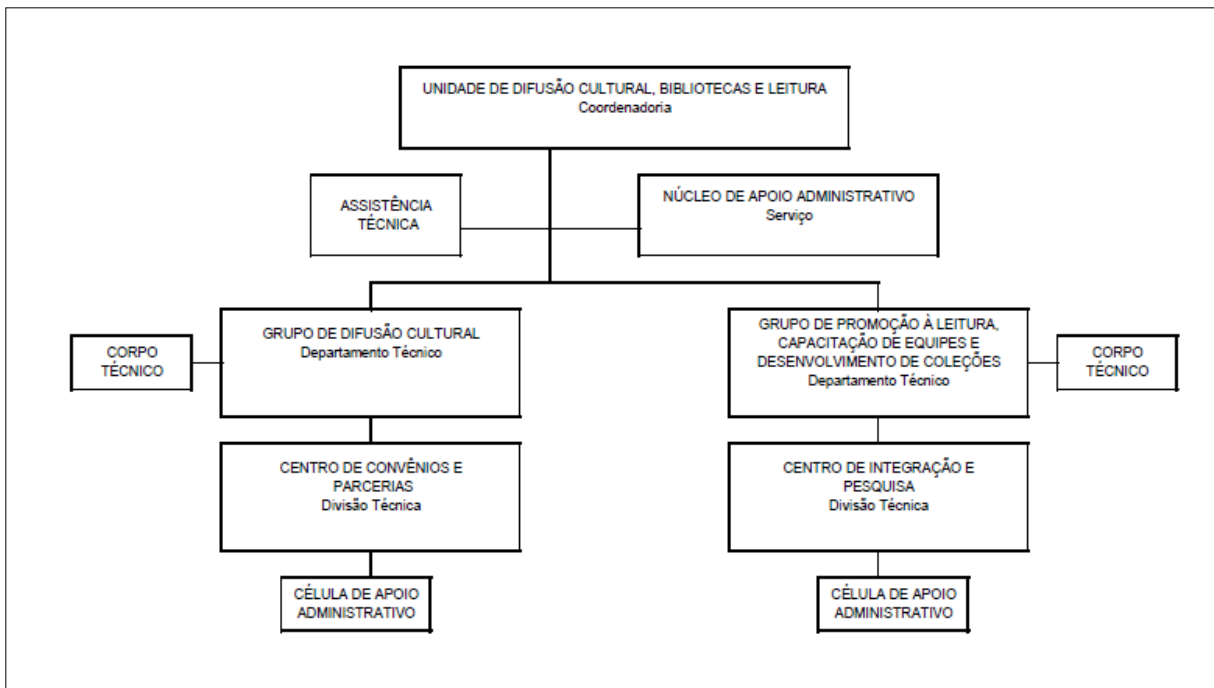 UNIDADE DE DIFUSÃO CULTURAL, BIBLIOTECAS E LEITURA
Coordenadoria
ASSISTÊNCIA
TÉCNICA
NÚCLEO DE APOIO ADMINISTRATIVO
Serviço
GRUPO DE DIFUSÃO CULTURAL
Departamento Técnico
CORPO
TÉCNICO
GRUPO DE PROMOÇÃO À LEITURA,
CAPACITAÇÃO DE EQUIPES E
DESENVOLVIMENTO DE COLEÇÕES
Departamento Técnico
CORPO
TÉCNICO
CENTRO DE CONVÊNIOS E
PARCERIAS
Divisão Técnica
CENTRO DE INTEGRAÇÃO E
PESQUISA
Divisão Técnica
CÉLULA DE APOIO
ADMINISTRATIVO
CÉLULA DE APOIO
ADMINISTRATIVO